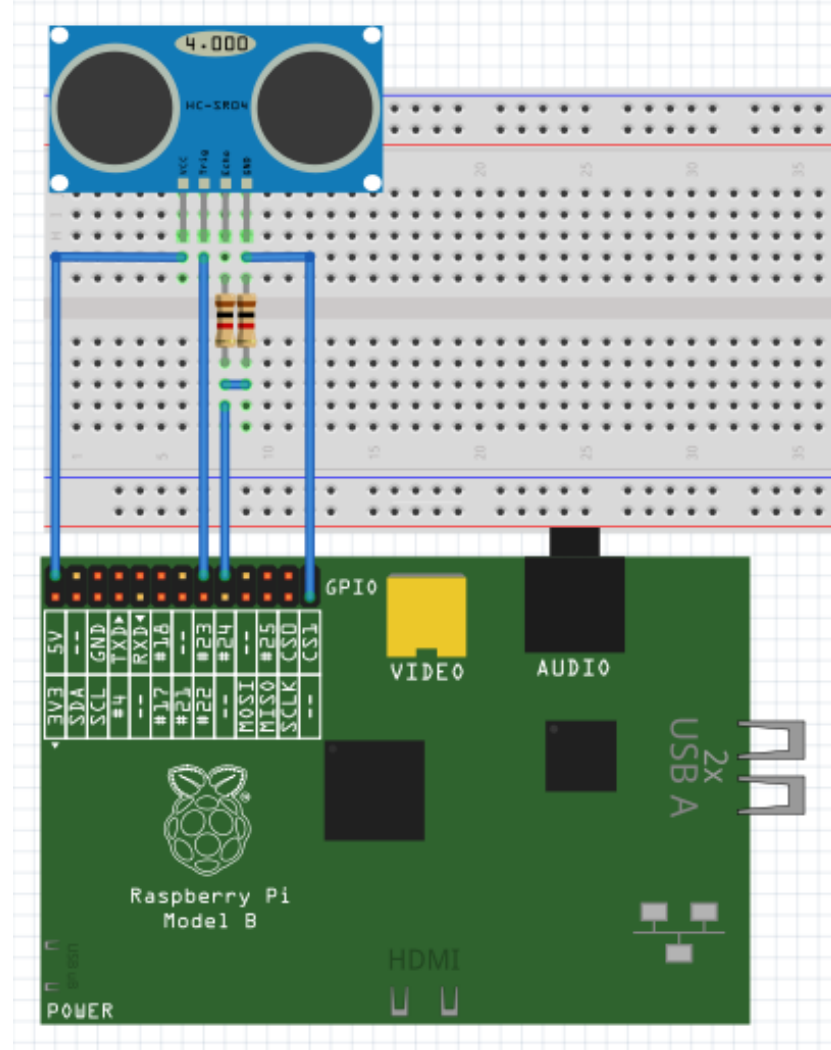 4.000
HC-SR04
VCC Trig Echo GND
20 25 30 35
1 5 10 15 20 25 30 35
GPIO
5V -- GND TXD RXD #18 -- #23 #24 -- #25 CS0 CS1
3V3 SDA SCL #4 -- #17 #21 #22 -- MOSI MISO SCLK --
VIDEO
AUDIO
2x
USB A
®
Raspberry Pi
Model B
HDMI
POWER